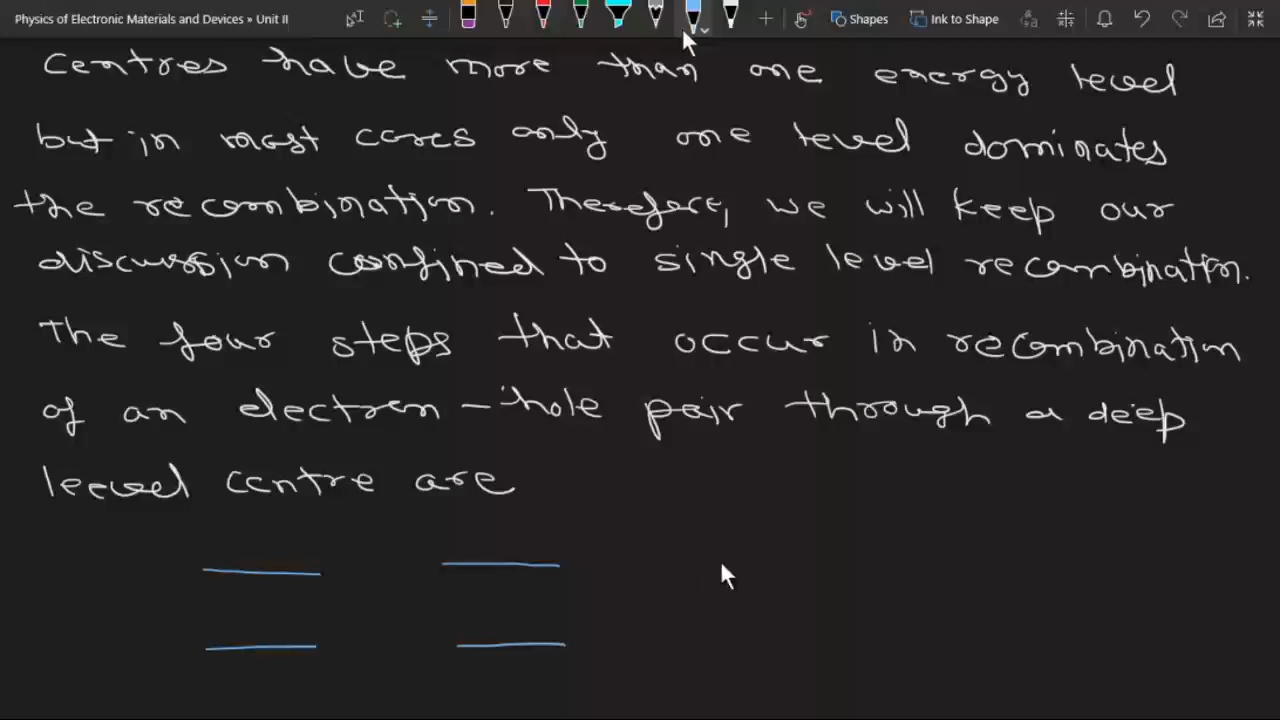 Physics of Electronic Materials and Devices » Unit II
Shapes
Ink to Shape
centres have more than one energy level
but in most cases only one level dominates
the recombination. Therefore, we will keep our
discussion confined to single level recombination.
The four steps that occur in recombination
of an electron-hole pair through a deep
leevel centre are